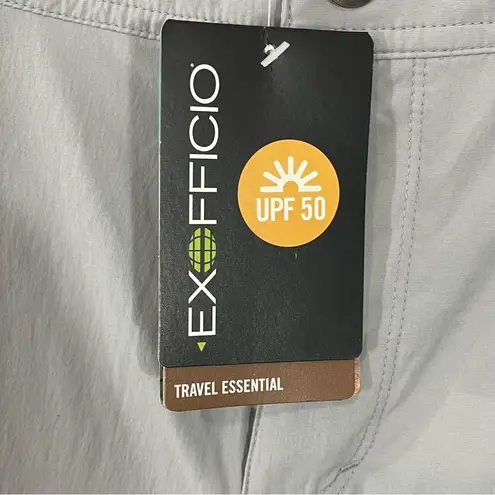 EXOFFICIO
UPF 50
TRAVEL ESSENTIAL